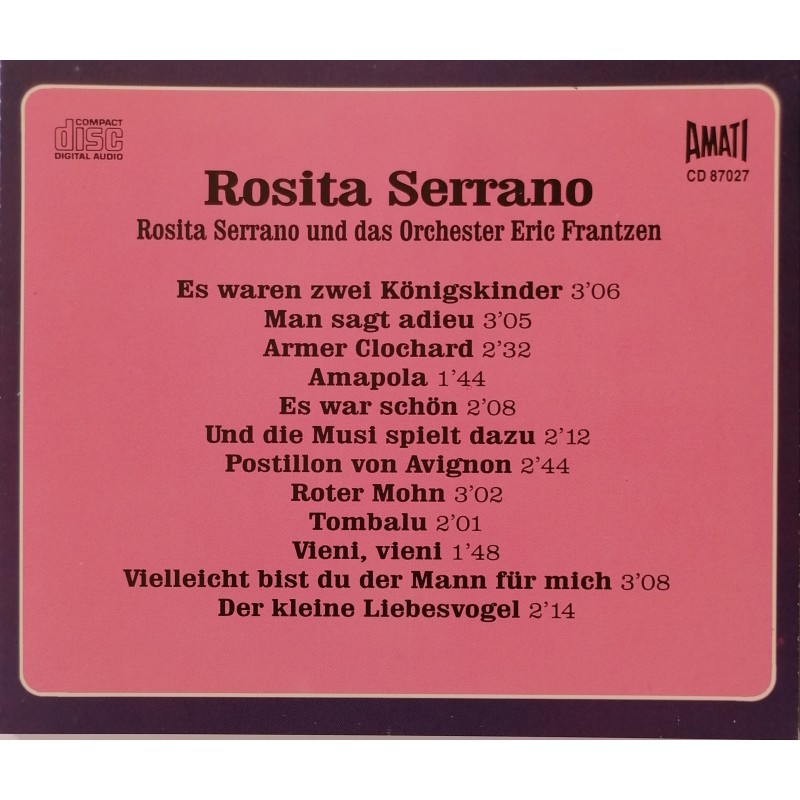 COMPACT
disc
DIGITAL AUDIO
AMATI
CD 87027
Rosita Serrano
Rosita Serrano und das Orchester Eric Frantzen
Es waren zwei Königskinder 3'06
Man sagt adieu 3'05
Armer Clochard 2'32
Amapola 1'44
Es war schön 2'08
Und die Musi spielt dazu 2'12
Postillon von Avignon 2'44
Roter Mohn 3'02
Tombalu 2'01
Vieni, vieni 1'48
Vielleicht bist du der Mann für mich 3'08
Der kleine Liebesvogel 2'14